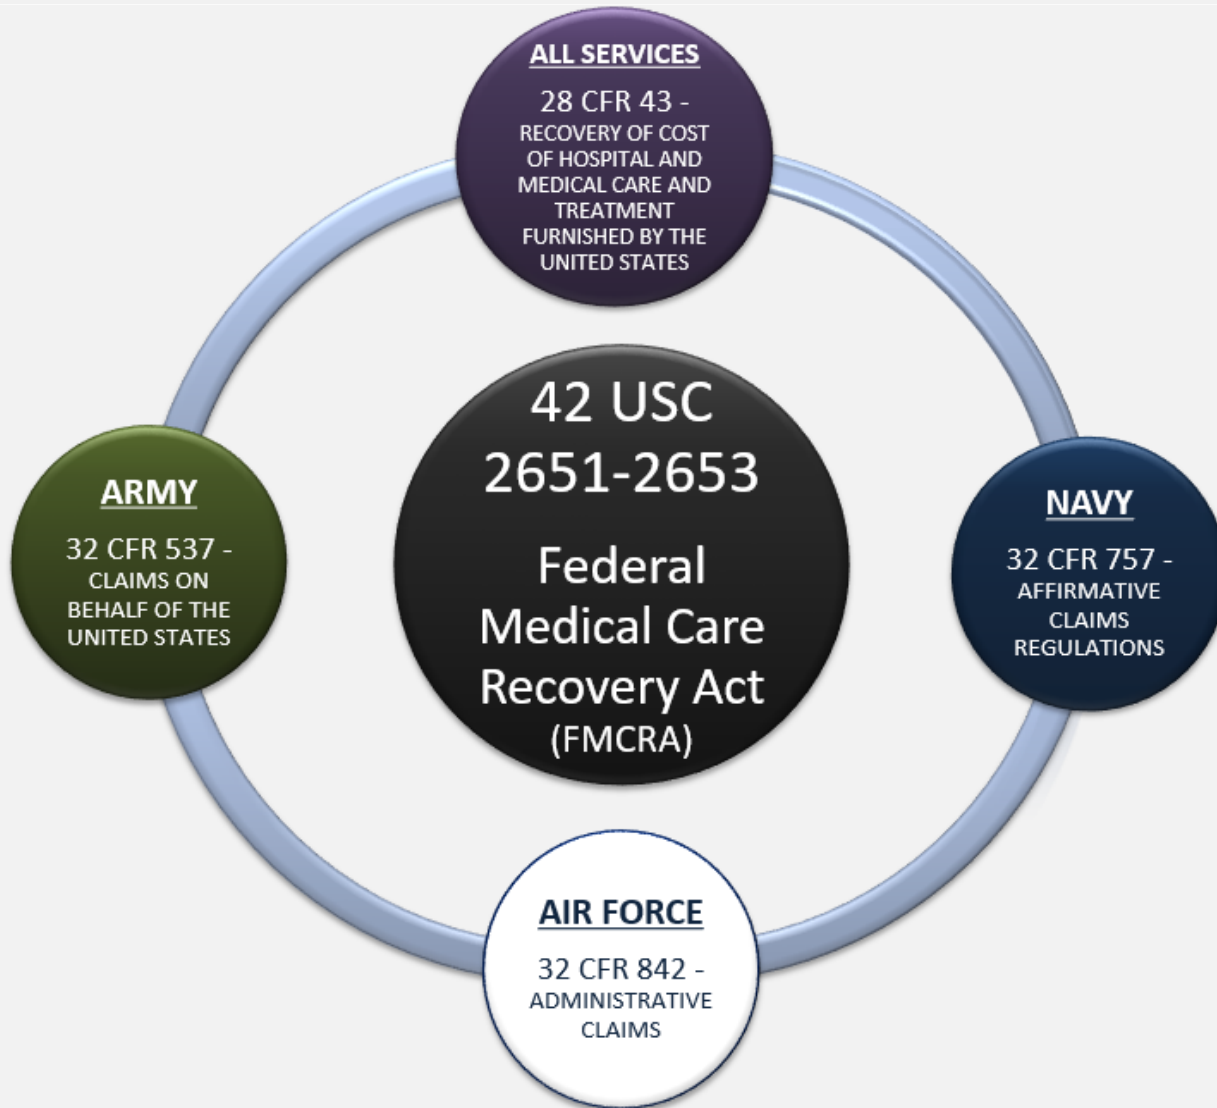 ALL SERVICES
28 CFR 43 -
RECOVERY OF COST
OF HOSPITAL AND
MEDICAL CARE AND
TREATMENT
FURNISHED BY THE
UNITED STATES
42 USC
2651-2653
Federal
Medical Care
Recovery Act
(FMCRA)
ARMY
32 CFR 537 -
CLAIMS ON
BEHALF OF THE
UNITED STATES
NAVY
32 CFR 757 -
AFFIRMATIVE
CLAIMS
REGULATIONS
AIR FORCE
32 CFR 842 -
ADMINISTRATIVE
CLAIMS